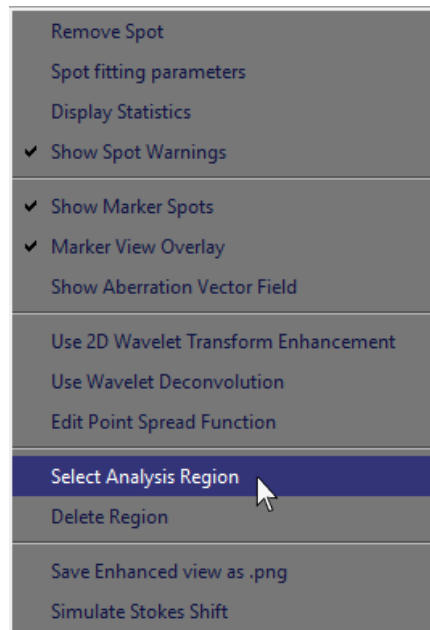 Remove Spot
Spot fitting parameters
Display Statistics
Show Spot Warnings
Show Marker Spots
Marker View Overlay
Show Aberration Vector Field
Use 2D Wavelet Transform Enhancement
Use Wavelet Deconvolution
Edit Point Spread Function
Select Analysis Region
Delete Region
Save Enhanced view as .png
Simulate Stokes Shift